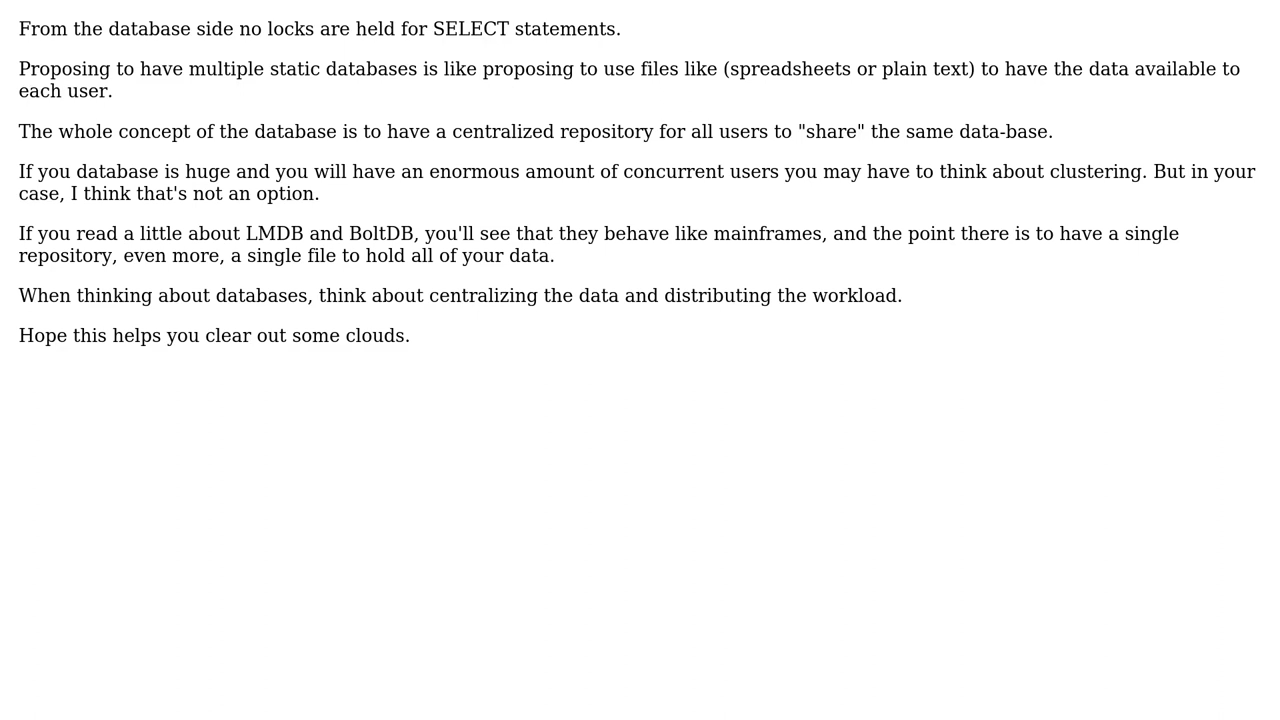 From the database side no locks are held for SELECT statements.
Proposing to have multiple static databases is like proposing to use files like (spreadsheets or plain text) to have the data available to
each user.
The whole concept of the database is to have a centralized repository for all users to "share" the same data-base.
If you database is huge and you will have an enormous amount of concurrent users you may have to think about clustering. But in your
case, I think that's not an option.
If you read a little about LMDB and BoltDB, you'll see that they behave like mainframes, and the point there is to have a single
repository, even more, a single file to hold all of your data.
When thinking about databases, think about centralizing the data and distributing the workload.
Hope this helps you clear out some clouds.